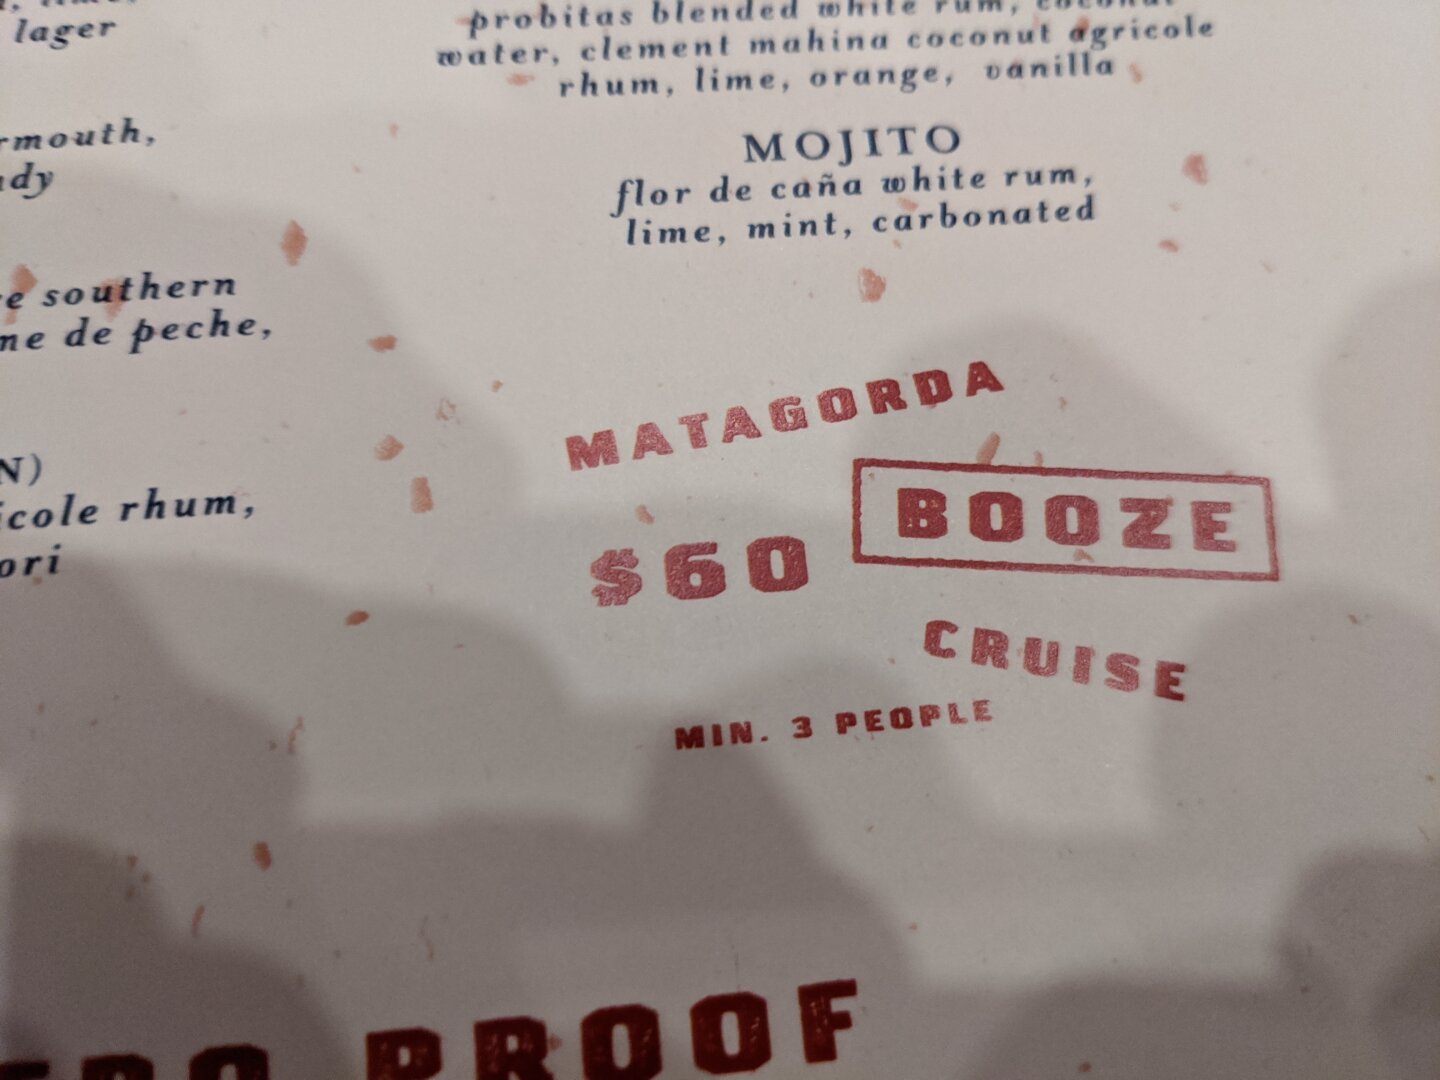 lager
rmouth,
dy
e southern
ne de peche,
N)
icole rhum,
ori
probitas blended white rum, coconut
water, clement mahina coconut agricole
rhum, lime, orange, vanilla
MOJITO
flor de caña white rum,
lime, mint, carbonated
MATAGORDA
$60 BOOZE
CRUISE
MIN. 3 PEOPLE
PROOF